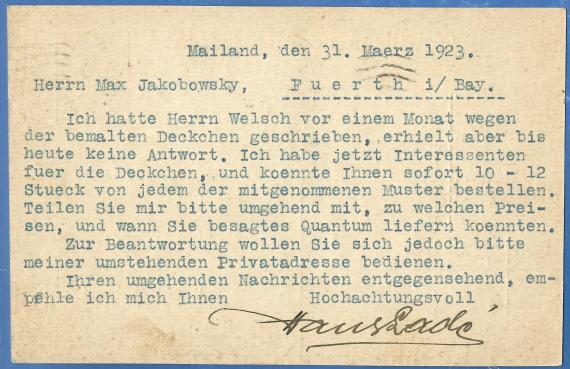 Mailand, den 31. Maerz 1923.
Herrn Max Jakobowsky, Fuerth i/ Bay.
Ich hatte Herrn Welsch vor einem Monat wegen
der bemalten Deckchen geschrieben, erhielt aber bis
heute keine Antwort. Ich habe jetzt Interessenten
fuer die Deckchen, und koennte Ihnen sofort 10 - 12
Stueck von jedem der mitgenommenen Muster bestellen.
Teilen Sie mir bitte umgehend mit, zu welchen Prei-
sen, und wann Sie besagtes Quantum liefern koennten.
Zur Beantwortung wollen Sie sich jedoch bitte
meiner umstehenden Privatadresse bedienen.
Ihren umgehenden Nachrichten entgegensehend, em-
pfehle ich mich Ihnen Hochachtungsvoll
Hans